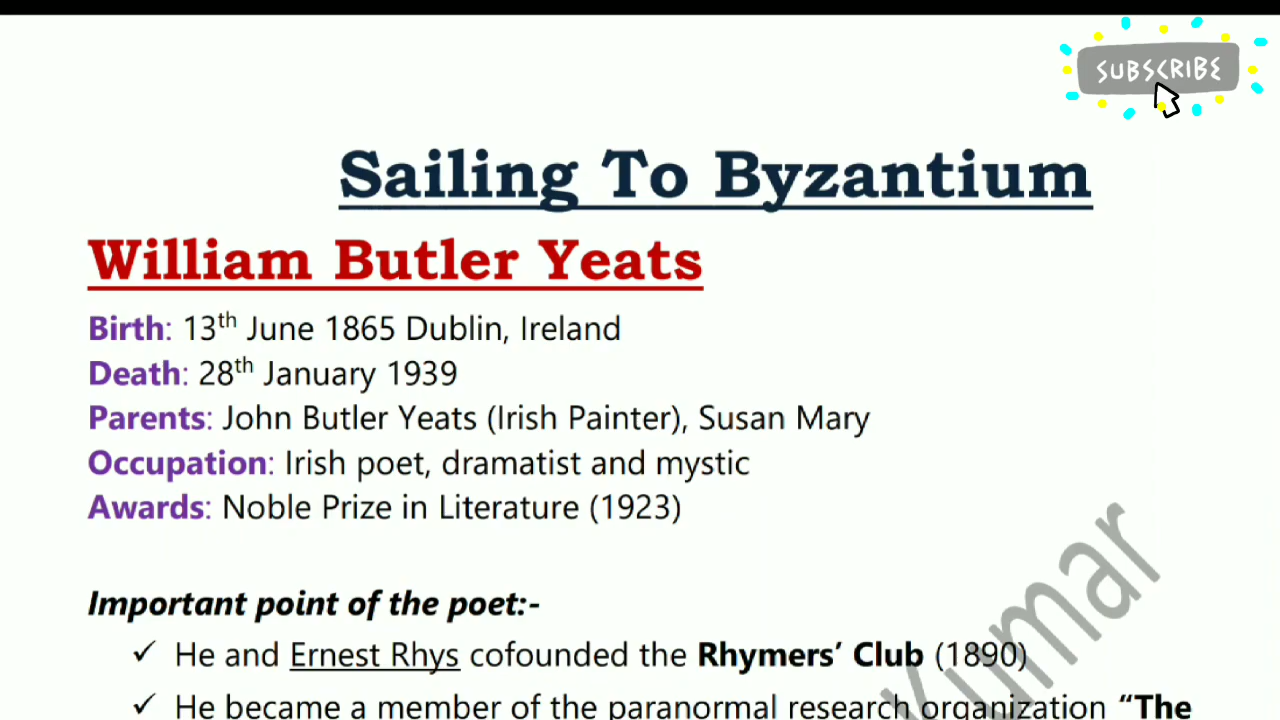 SUBSCRIBE
Sailing To Byzantium
William Butler Yeats
Birth: 13th June 1865 Dublin, Ireland
Death: 28th January 1939
Parents: John Butler Yeats (Irish Painter), Susan Mary
Occupation: Irish poet, dramatist and mystic
Awards: Noble Prize in Literature (1923)
Important point of the poet:-
✓ He and Ernest Rhys cofounded the Rhymers’ Club (1890)
✓ He became a member of the paranormal research organization “The
Kumar